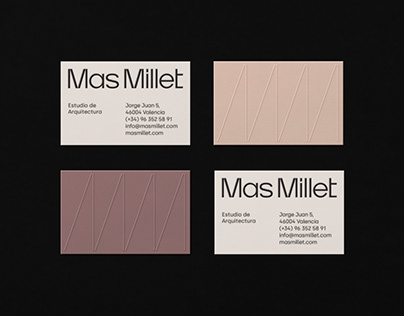 Mas Millet
Estudio de
Arquitectura
Jorge Juan 5,
46004 Valencia
(+34) 96 352 58 91
info@masmillet.com
masmillet.com
Mas Millet
Estudio de
Arquitectura
Jorge Juan 5,
46004 Valencia
(+34) 96 352 58 91
info@masmillet.com
masmillet.com